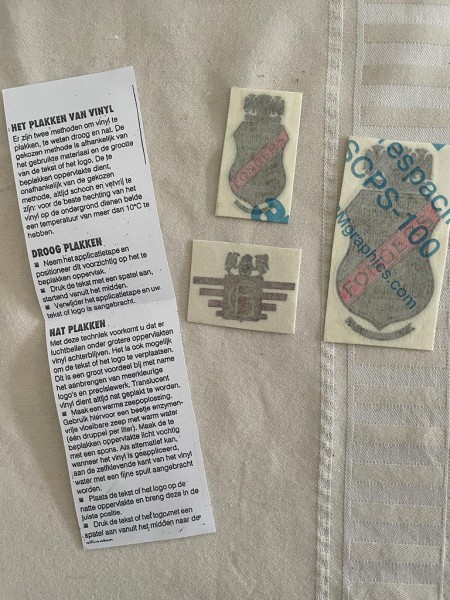 HET PLAKKEN VAN VINYL
Er zijn twee methoden om vinyl te
plakken, te weten droog en nat. De
gekozen methode is afhankelijk van
het gebruikte materiaal en de grootte
van de tekst of het logo. De te
beplakken oppervlakte dient,
onafhankelijk van de gekozen
methode, altijd schoon en vetvrij te
zijn: voor de beste hechting van het
vinyl op de ondergrond dienen beide
een temperatuur van meer dan 10°C te
hebben.
DROOG PLAKKEN
■ Neem het applicatietape en
positioneer dit voorzichtig op het te
beplakken oppervlak.
■ Druk de tekst of het logo met een spatel aan,
startend vanuit het midden.
■ Verwijder het applicatietape en uw
tekst of logo is aangebracht.
NAT PLAKKEN
Met deze techniek voorkomt u dat er
luchtbellen onder grotere oppervlakten
vinyl achterblijven. Het is ook mogelijk
om de tekst of het logo te verplaatsen.
Dit is een groot voordeel bij met name
het aanbrengen van meerkleurige
logo's en precisiewerk. Translucent
vinyl dient altijd nat geplakt te worden.
■ Maak een warme zeepoplossing.
Gebruik hiervoor een beetje enzymen-
vrije vloeibare zeep met warm water
(één druppel per liter). Maak de te
beplakken oppervlakte licht vochtig
met een spons. Als alternatief kan,
wanneer het vinyl is geappliceerd,
aan de zelfklevende kant van het vinyl
water met een fijne spuit aangebracht
worden.
■ Plaats de tekst of het logo op de
natte oppervlakte en breng deze in de
juiste positie.
■ Druk de tekst of het logo met een
spatel aan vanuit het midden naar de
respaci
SCPS-100
Migraphics.com